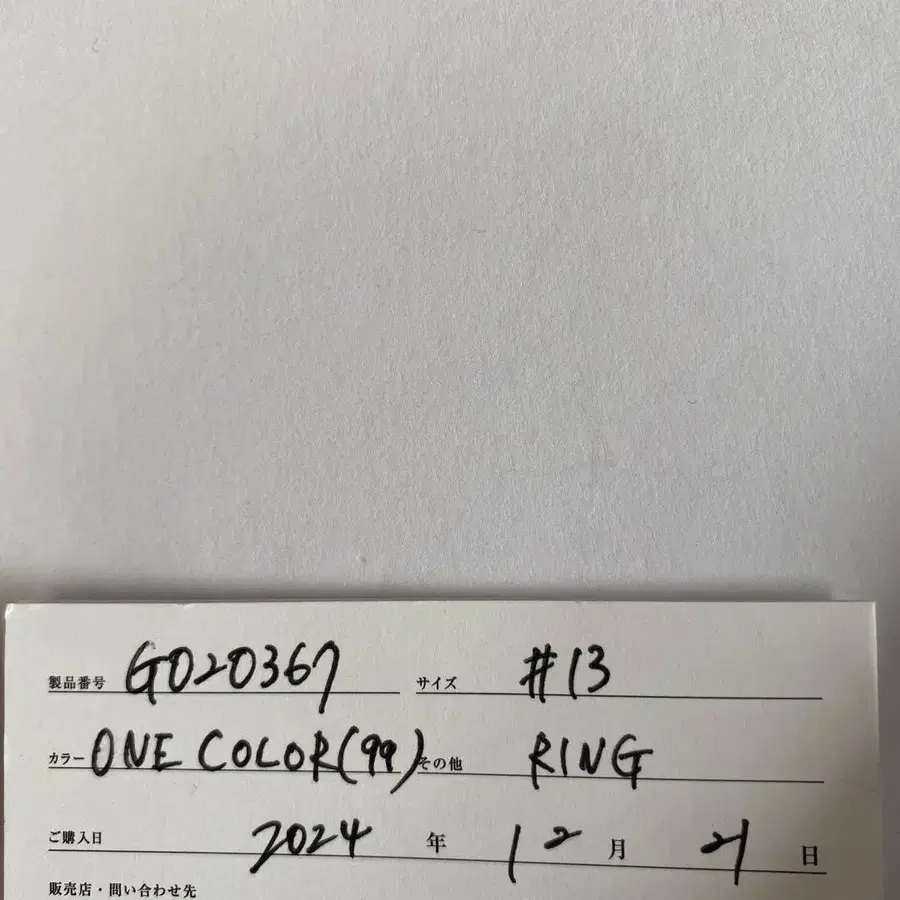 製品番号 G020367 サイズ #13
カラー ONE COLOR(99) その他 RING
ご購入日 2024 年 12 月 21 日
販売店・問い合わせ先